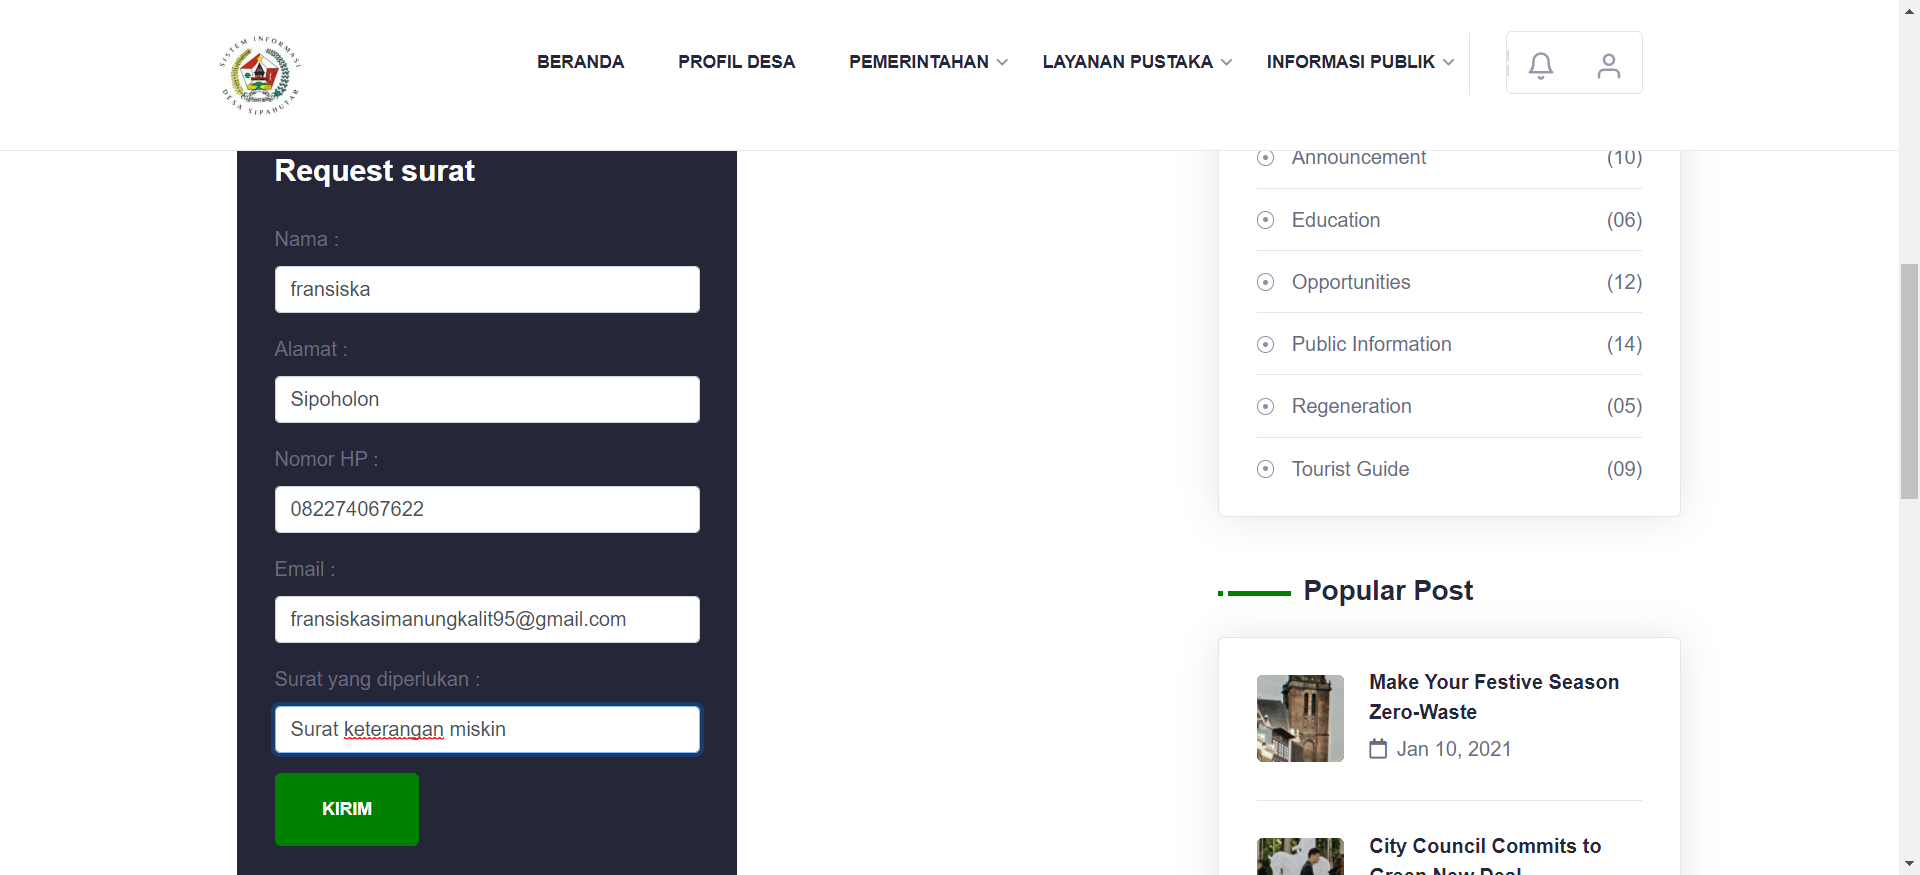 SISTEM INFORMASI
DESA SIPAHUTAR
BERANDA
PROFIL DESA
PEMERINTAHAN
LAYANAN PUSTAKA
INFORMASI PUBLIK
Request surat
Nama :
fransiska
Alamat :
Sipoholon
Nomor HP :
082274067622
Email :
fransiskasimanungkalit95@gmail.com
Surat yang diperlukan :
Surat keterangan miskin
KIRIM
Announcement (10)
Education (06)
Opportunities (12)
Public Information (14)
Regeneration (05)
Tourist Guide (09)
Popular Post
Make Your Festive Season
Zero-Waste
Jan 10, 2021
City Council Commits to
Green New Deal